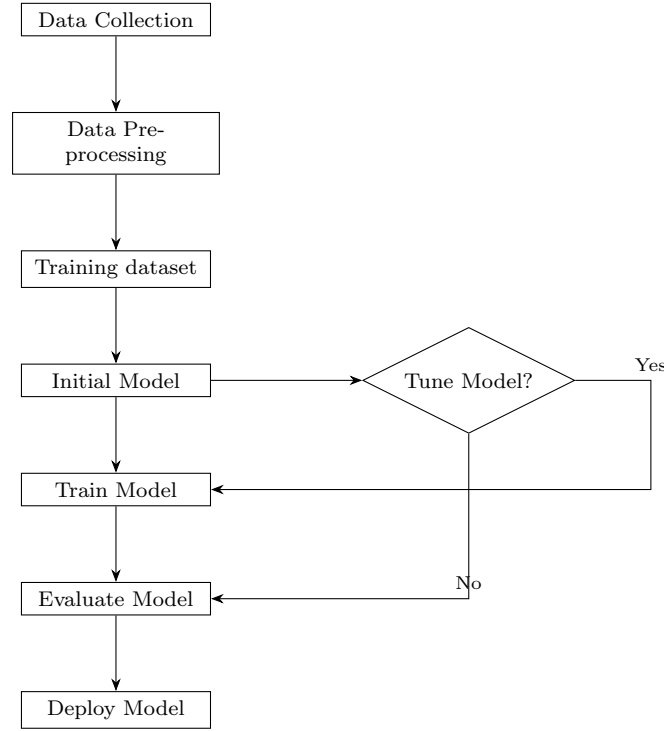 Data Collection
Data Pre-
processing
Training dataset
Initial Model
Tune Model?
Yes
Train Model
No
Evaluate Model
Deploy Model